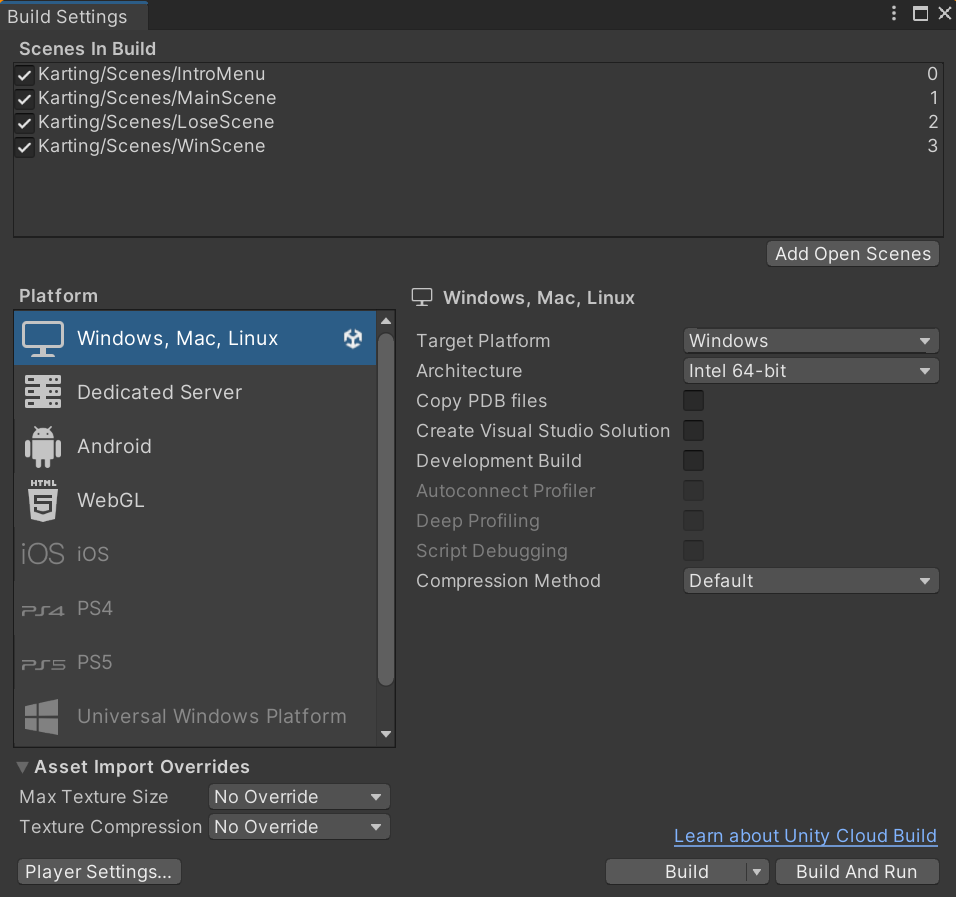 Build Settings
Scenes In Build
Karting/Scenes/IntroMenu 0
Karting/Scenes/MainScene 1
Karting/Scenes/LoseScene 2
Karting/Scenes/WinScene 3
Add Open Scenes
Platform
Windows, Mac, Linux
Dedicated Server
Android
HTML
5
WebGL
iOS iOS
PS4 PS4
PS5 PS5
Universal Windows Platform
Windows, Mac, Linux
Target Platform Windows
Architecture Intel 64-bit
Copy PDB files
Create Visual Studio Solution
Development Build
Autoconnect Profiler
Deep Profiling
Script Debugging
Compression Method Default
Asset Import Overrides
Max Texture Size No Override
Texture Compression No Override
Learn about Unity Cloud Build
Player Settings...
Build
Build And Run